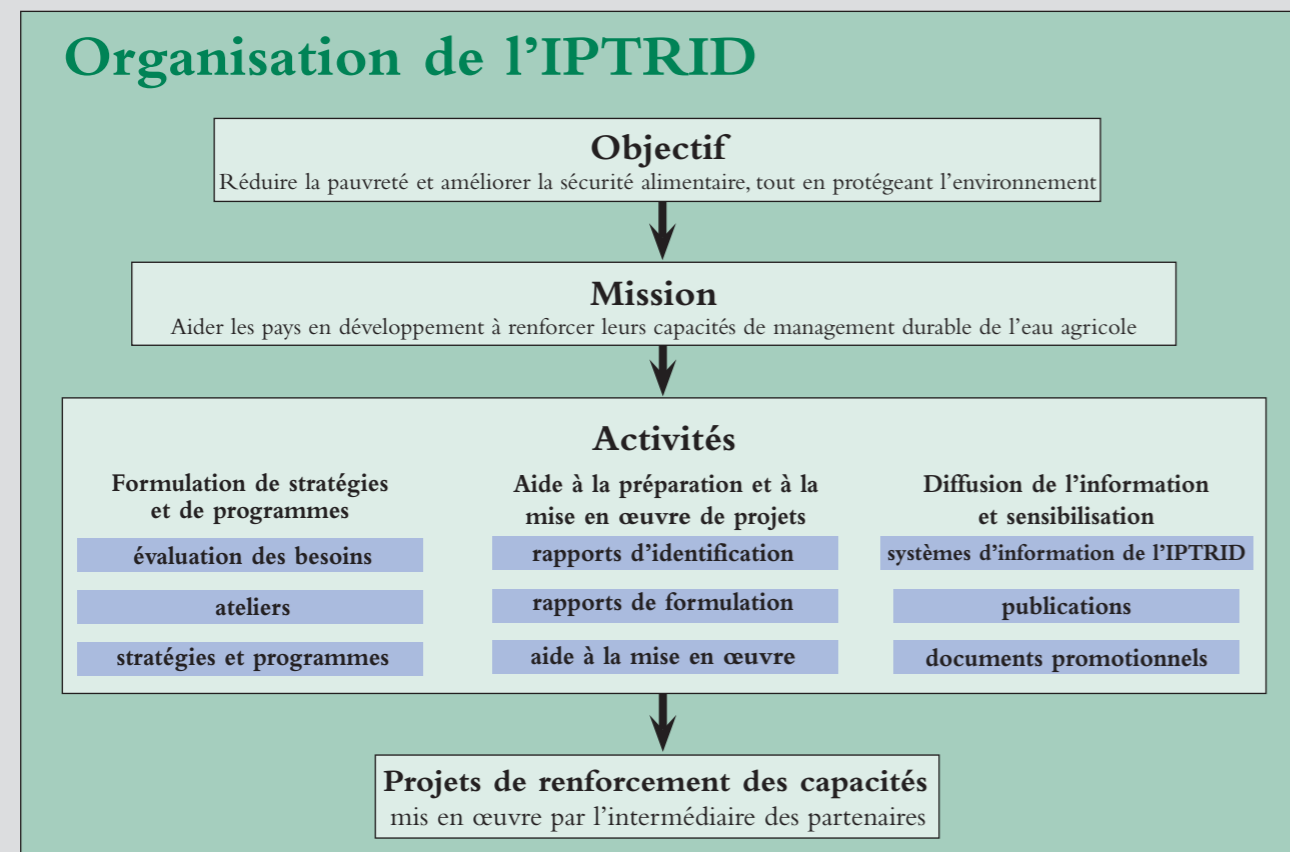 Organisation de l’IPTRID
Objectif
Réduire la pauvreté et améliorer la sécurité alimentaire, tout en protégeant l’environnement
Mission
Aider les pays en développement à renforcer leurs capacités de management durable de l’eau agricole
Activités
Formulation de stratégies
et de programmes
évaluation des besoins
ateliers
stratégies et programmes
Aide à la préparation et à la
mise en œuvre de projets
rapports d’identification
rapports de formulation
aide à la mise en œuvre
Diffusion de l’information
et sensibilisation
systèmes d’information de l’IPTRID
publications
documents promotionnels
Projets de renforcement des capacités
mis en œuvre par l’intermédiaire des partenaires